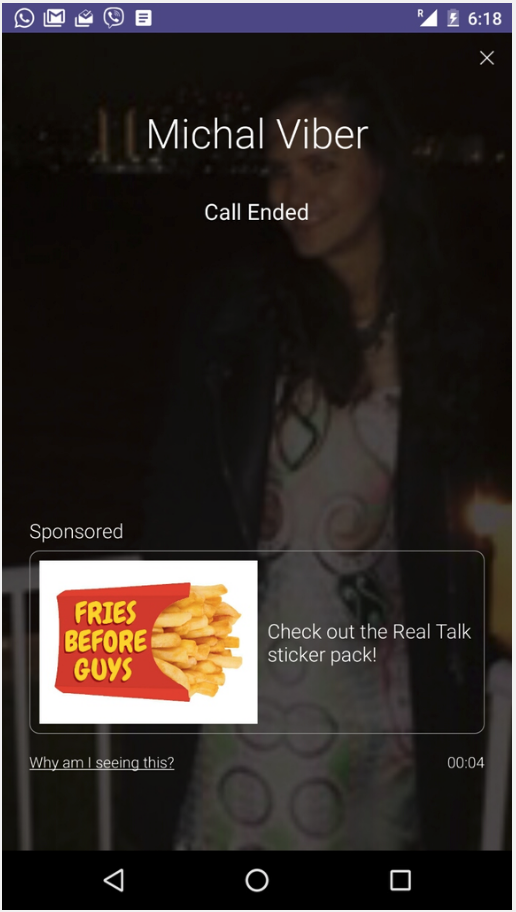 R
6:18
Michal Viber
Call Ended
Sponsored
FRIES
BEFORE
GUYS
Check out the Real Talk
sticker pack!
Why am I seeing this?
00:04